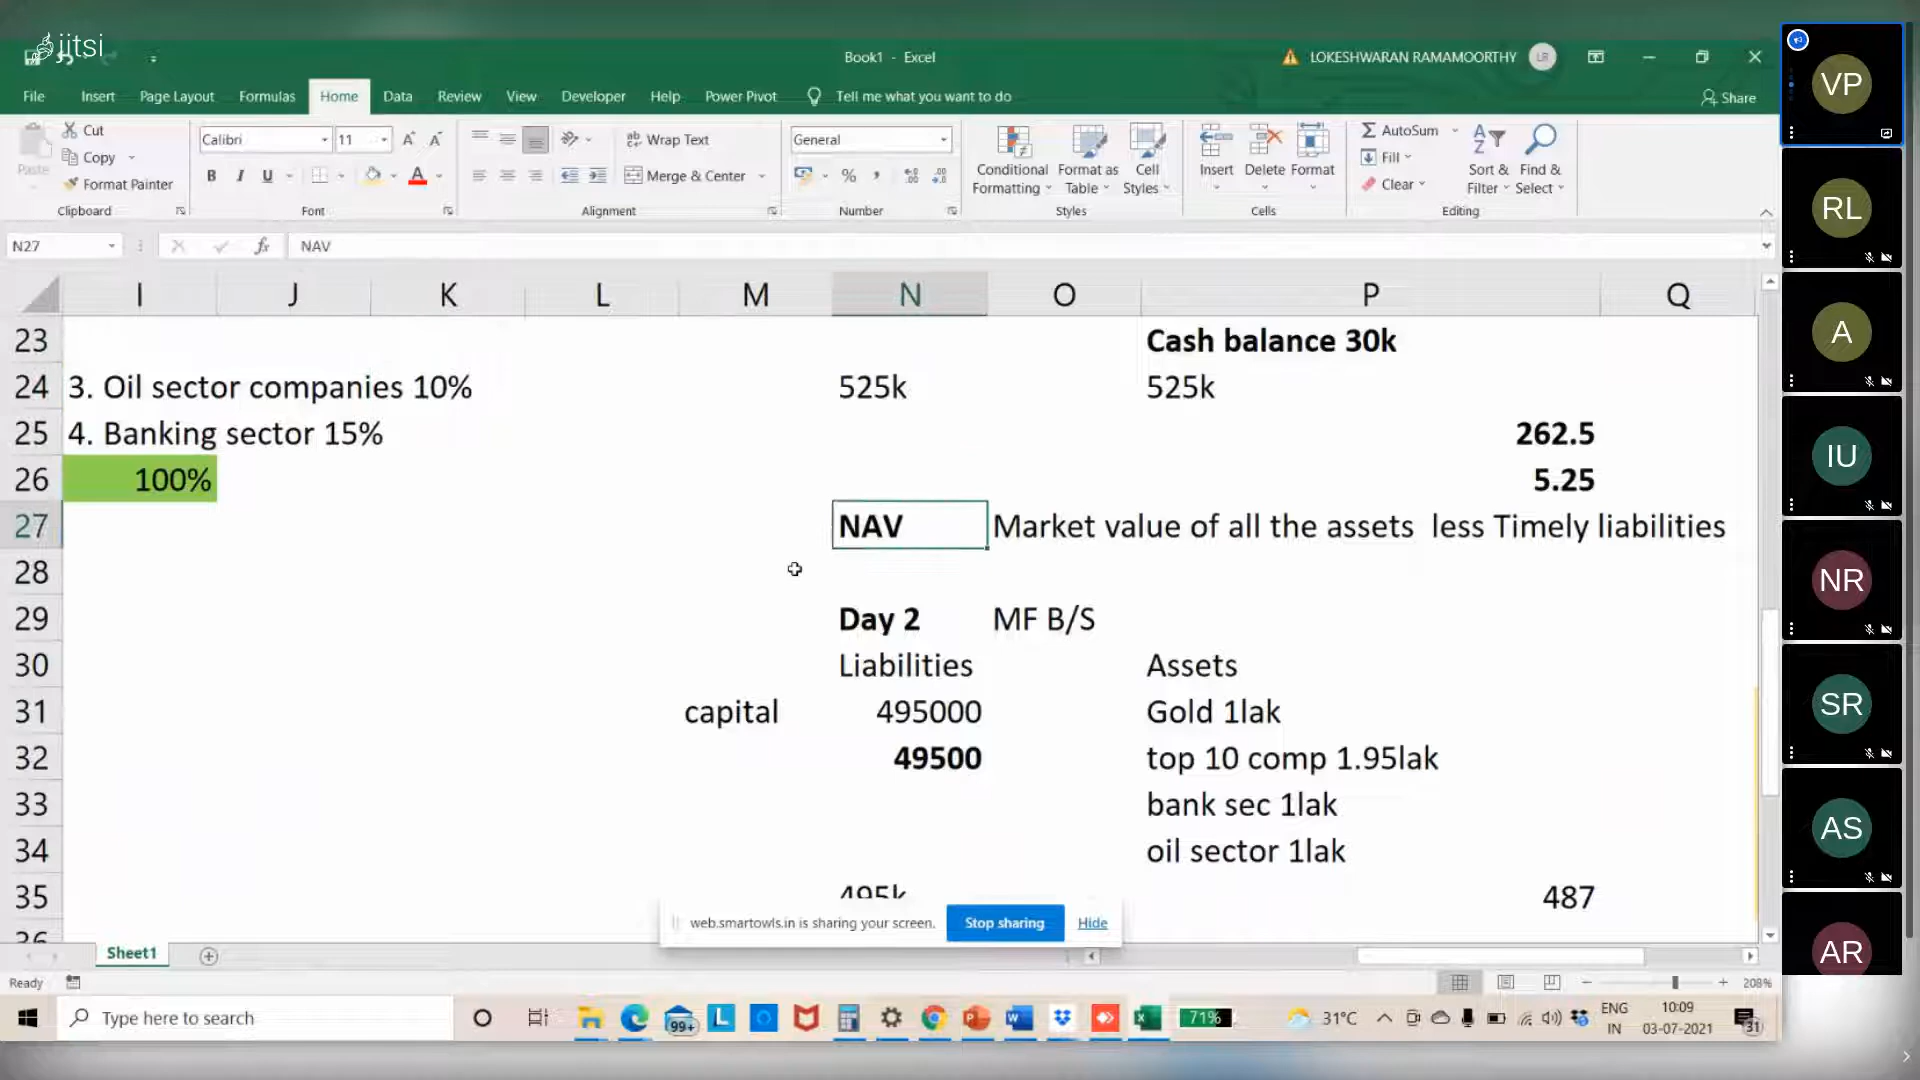 jitsi
Book1 - Excel
LOKESHWARAN RAMAMOORTHY
LR
File
Insert
Page Layout
Formulas
Home
Data
Review
View
Developer
Help
Power Pivot
Tell me what you want to do
Share
Paste
Cut
Copy
Format Painter
Clipboard
Calibri
11
B I U
Font
Wrap Text
Merge & Center
Alignment
General
%
Number
Conditional Formatting
Format as Table
Cell Styles
Styles
Insert
Delete
Format
Cells
AutoSum
Fill
Clear
Sort & Filter
Find & Select
Editing
N27
fx
NAV
I J K L M N O P Q
23 Cash balance 30k
24 3. Oil sector companies 10% 525k 525k
25 4. Banking sector 15% 262.5
26 100% 5.25
27 NAV Market value of all the assets less Timely liabilities
28
29 Day 2 MF B/S
30 Liabilities Assets
31 capital 495000 Gold 1lak
32 49500 top 10 comp 1.95lak
33 bank sec 1lak
34 oil sector 1lak
35 495k 487
36
web.smartowls.in is sharing your screen.
Stop sharing
Hide
Sheet1
Ready
208%
Type here to search
99+
71%
31°C
ENG
IN
10:09
03-07-2021
31
VP
RL
A
IU
NR
SR
AS
AR